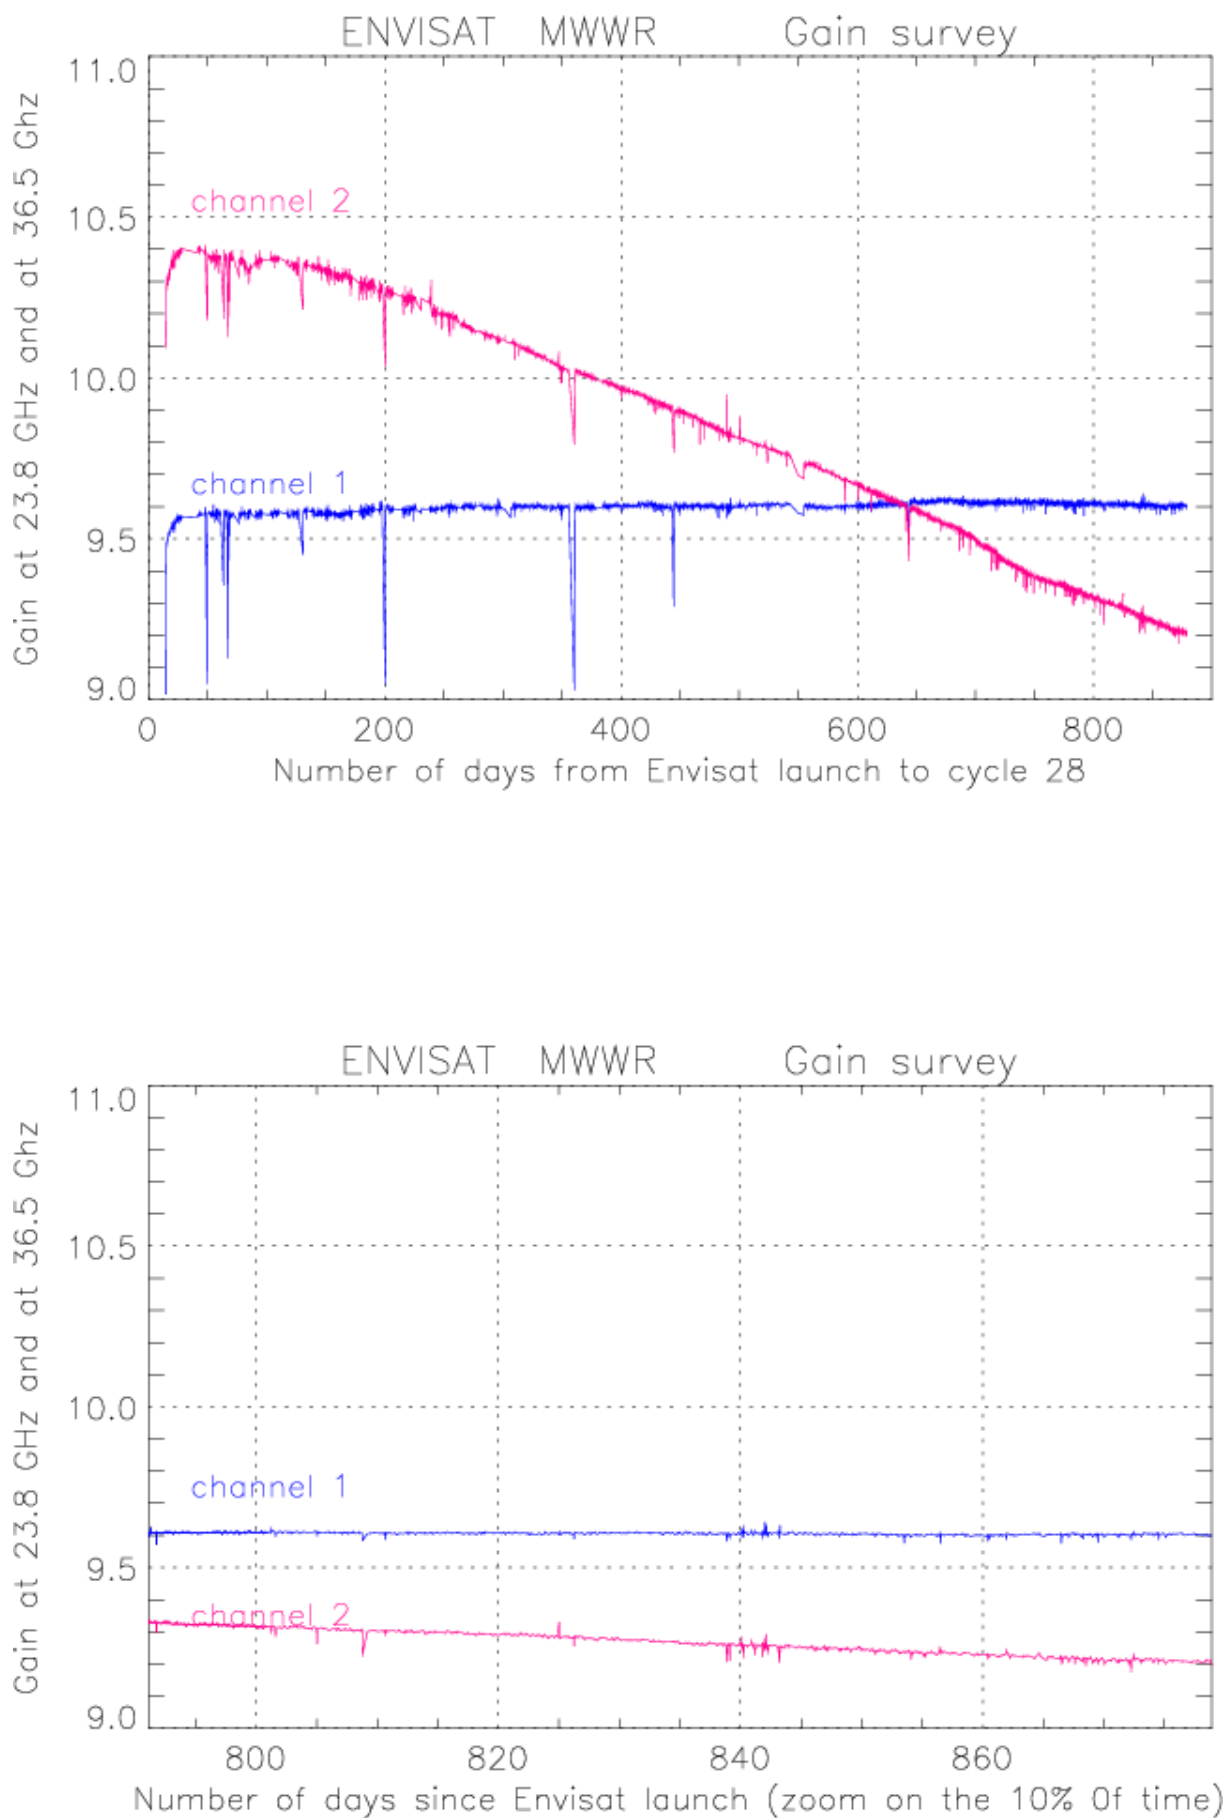 ENVISAT MWWR Gain survey
Gain at 23.8 GHz and at 36.5 Ghz
11.0
10.5
10.0
9.5
9.0
channel 2
channel 1
0 200 400 600 800
Number of days from Envisat launch to cycle 28
ENVISAT MWWR Gain survey
Gain at 23.8 GHz and at 36.5 Ghz
11.0
10.5
10.0
9.5
9.0
channel 1
channel 2
800 820 840 860
Number of days since Envisat launch (zoom on the 10% 0f time)